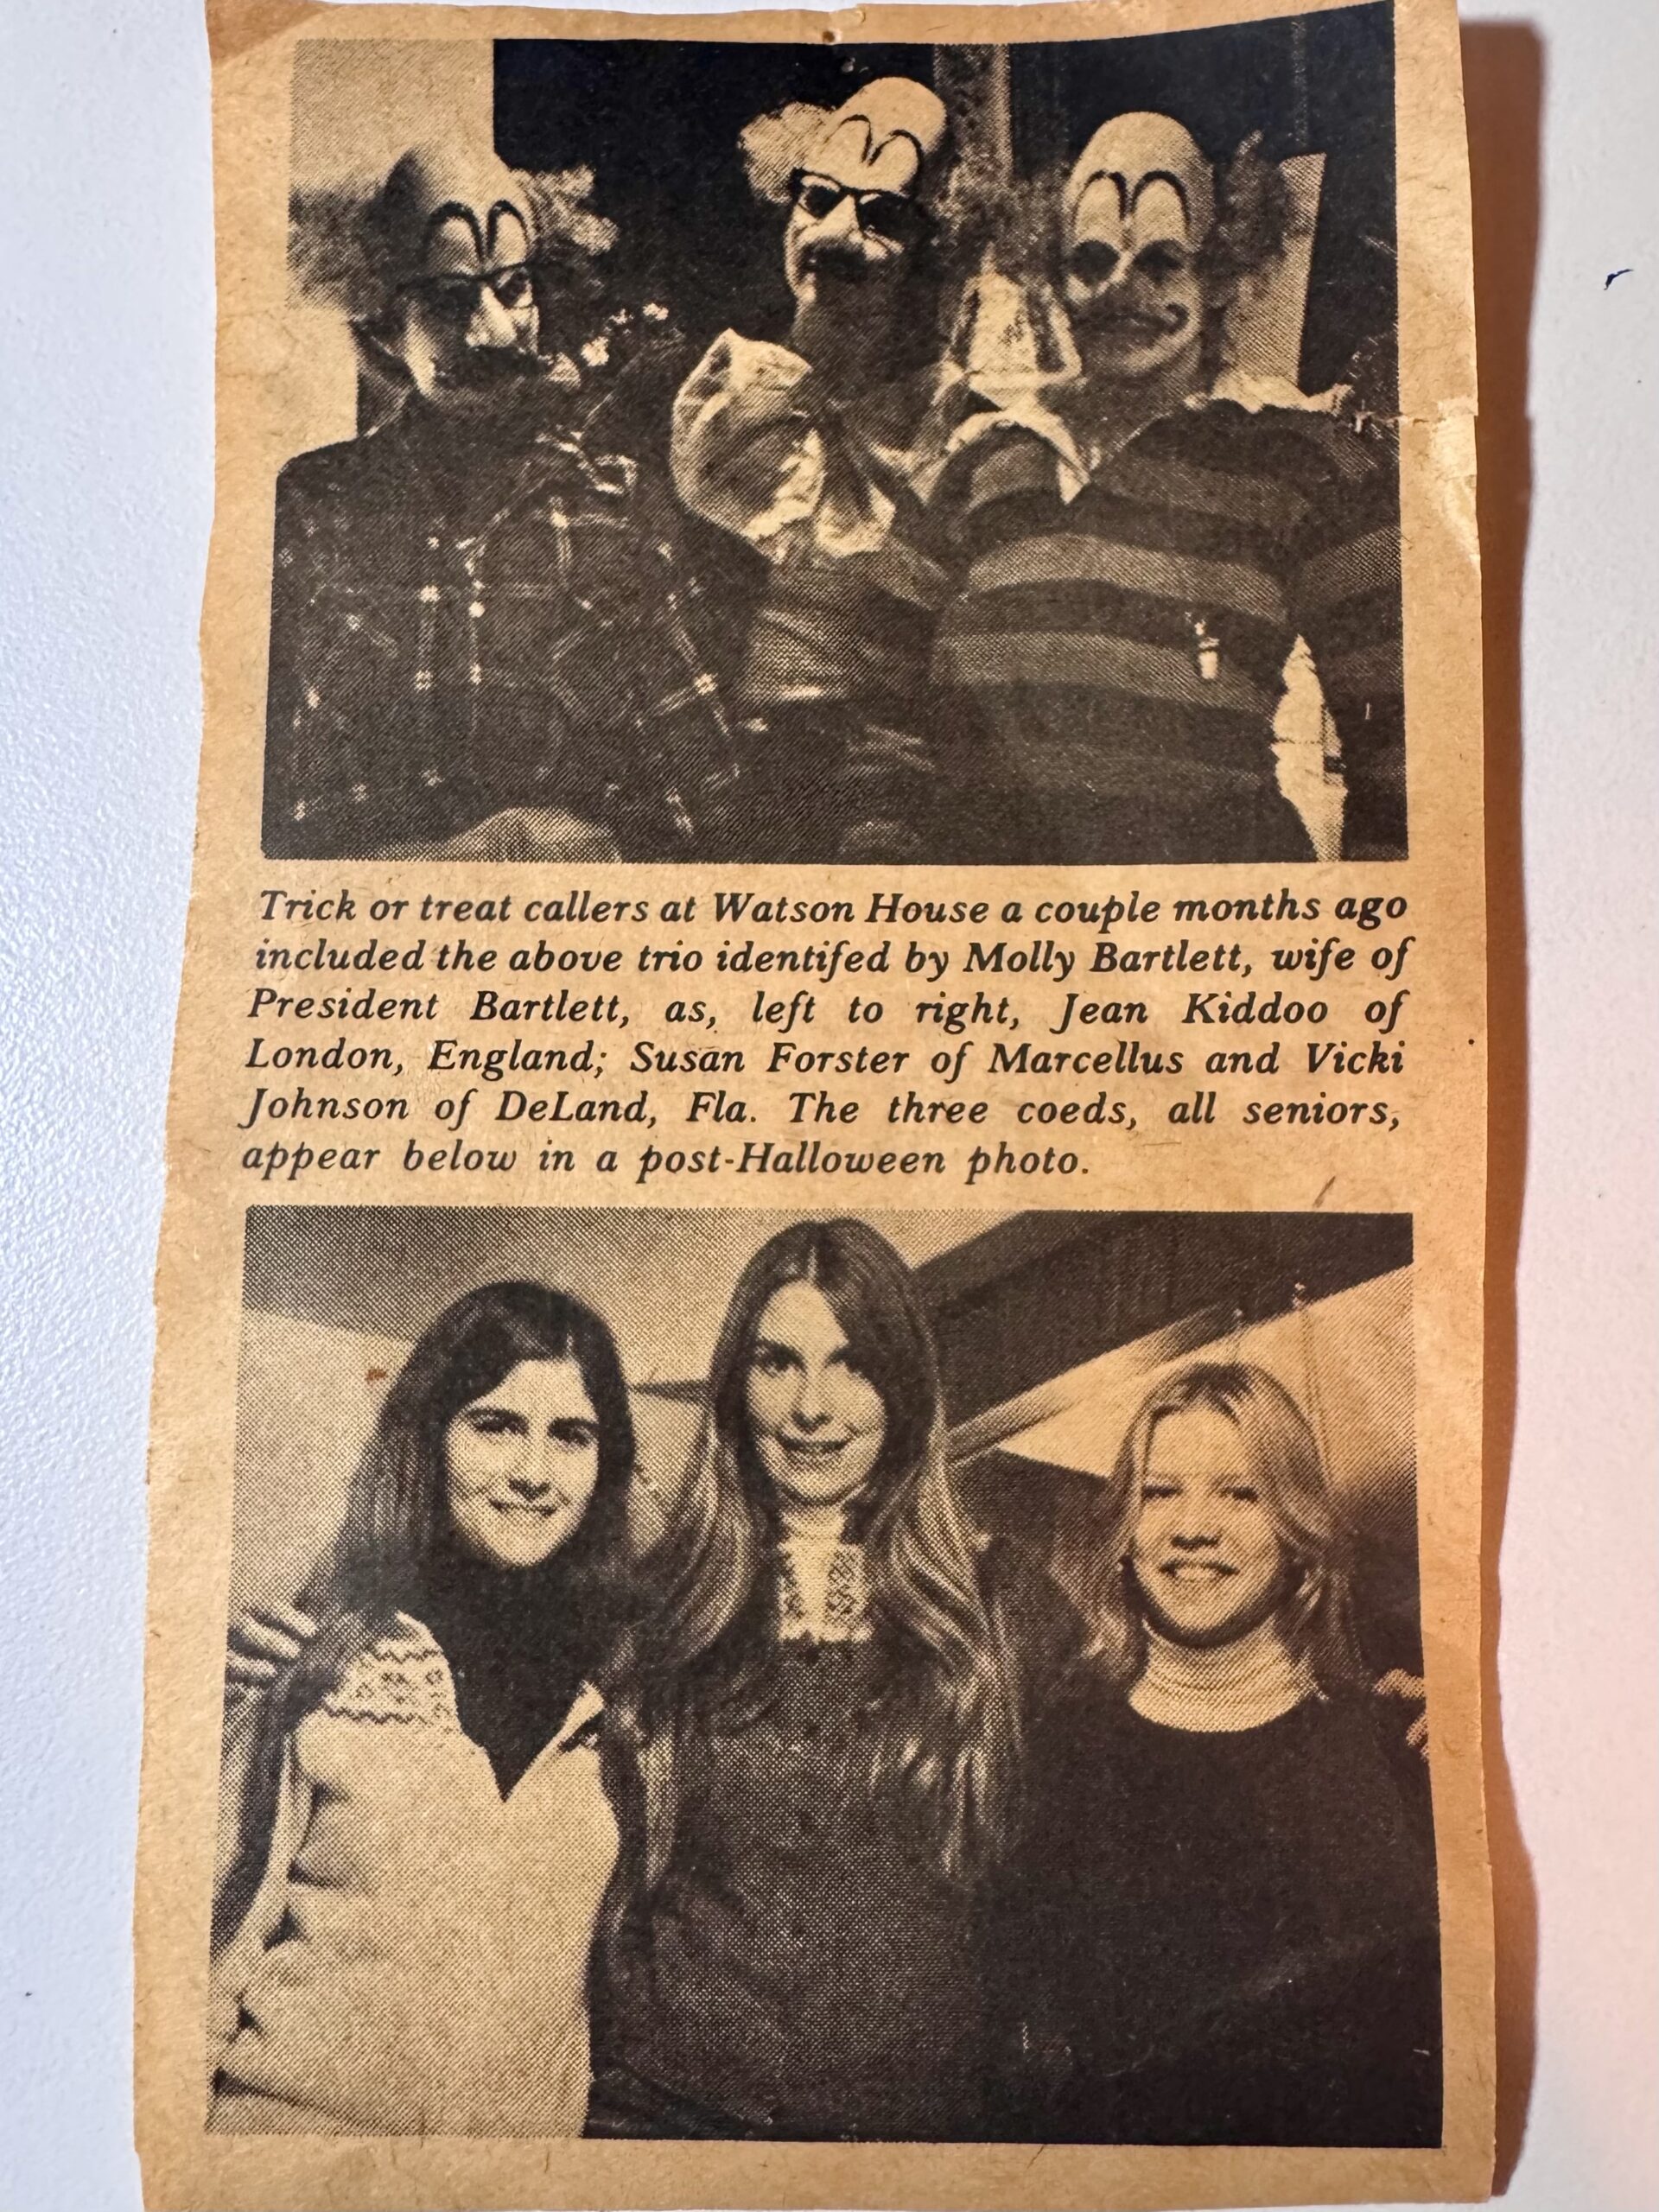 Trick or treat callers at Watson House a couple months ago
included the above trio identifed by Molly Bartlett, wife of
President Bartlett, as, left to right, Jean Kiddoo of
London, England; Susan Forster of Marcellus and Vicki
Johnson of DeLand, Fla. The three coeds, all seniors,
appear below in a post-Halloween photo.